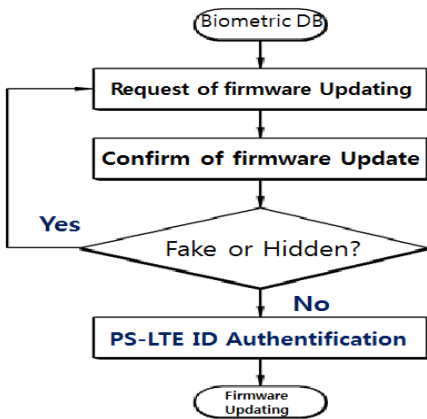 Biometric DB
Request of firmware Updating
Confirm of firmware Update
Yes
Fake or Hidden?
No
PS-LTE ID Authentification
Firmware
Updating